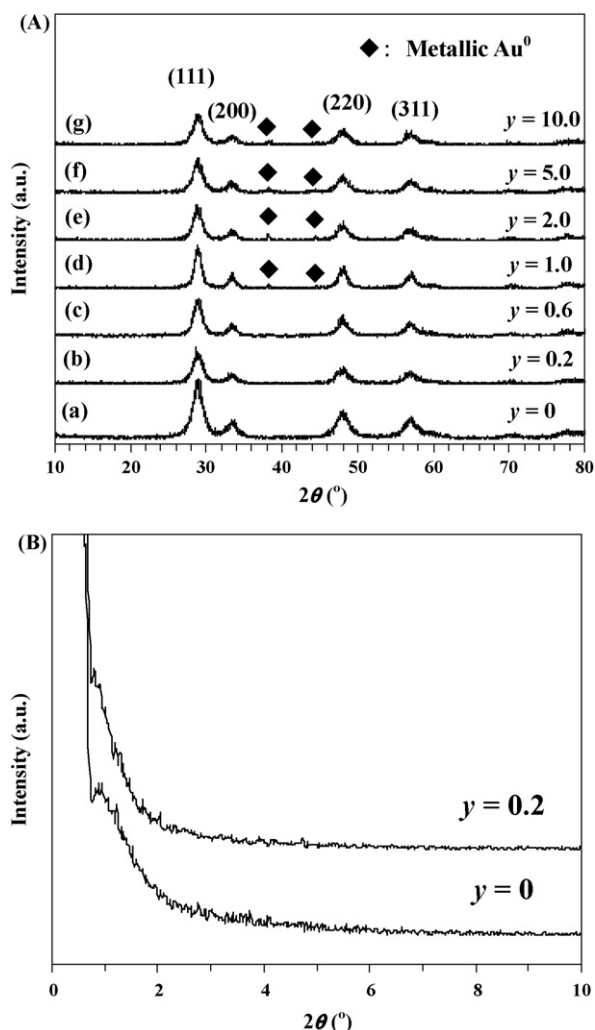 (A)
◆ : Metallic Au⁰
(111)
(200)
(220)
(311)
(g)
y = 10.0
(f)
y = 5.0
(e)
y = 2.0
(d)
y = 1.0
(c)
y = 0.6
(b)
y = 0.2
(a)
y = 0
Intensity (a.u.)
10 20 30 40 50 60 70 80
2θ (°)
(B)
Intensity (a.u.)
y = 0.2
y = 0
0 2 4 6 8 10
2θ (°)